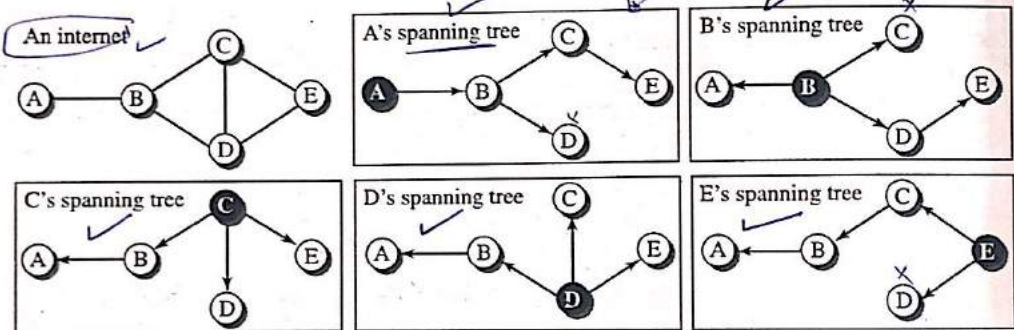 An internet
A
B
C
D
E
A's spanning tree
A
B
C
D
E
B's spanning tree
A
B
C
D
E
C's spanning tree
A
B
C
D
E
D's spanning tree
A
B
C
D
E
E's spanning tree
A
B
C
D
E